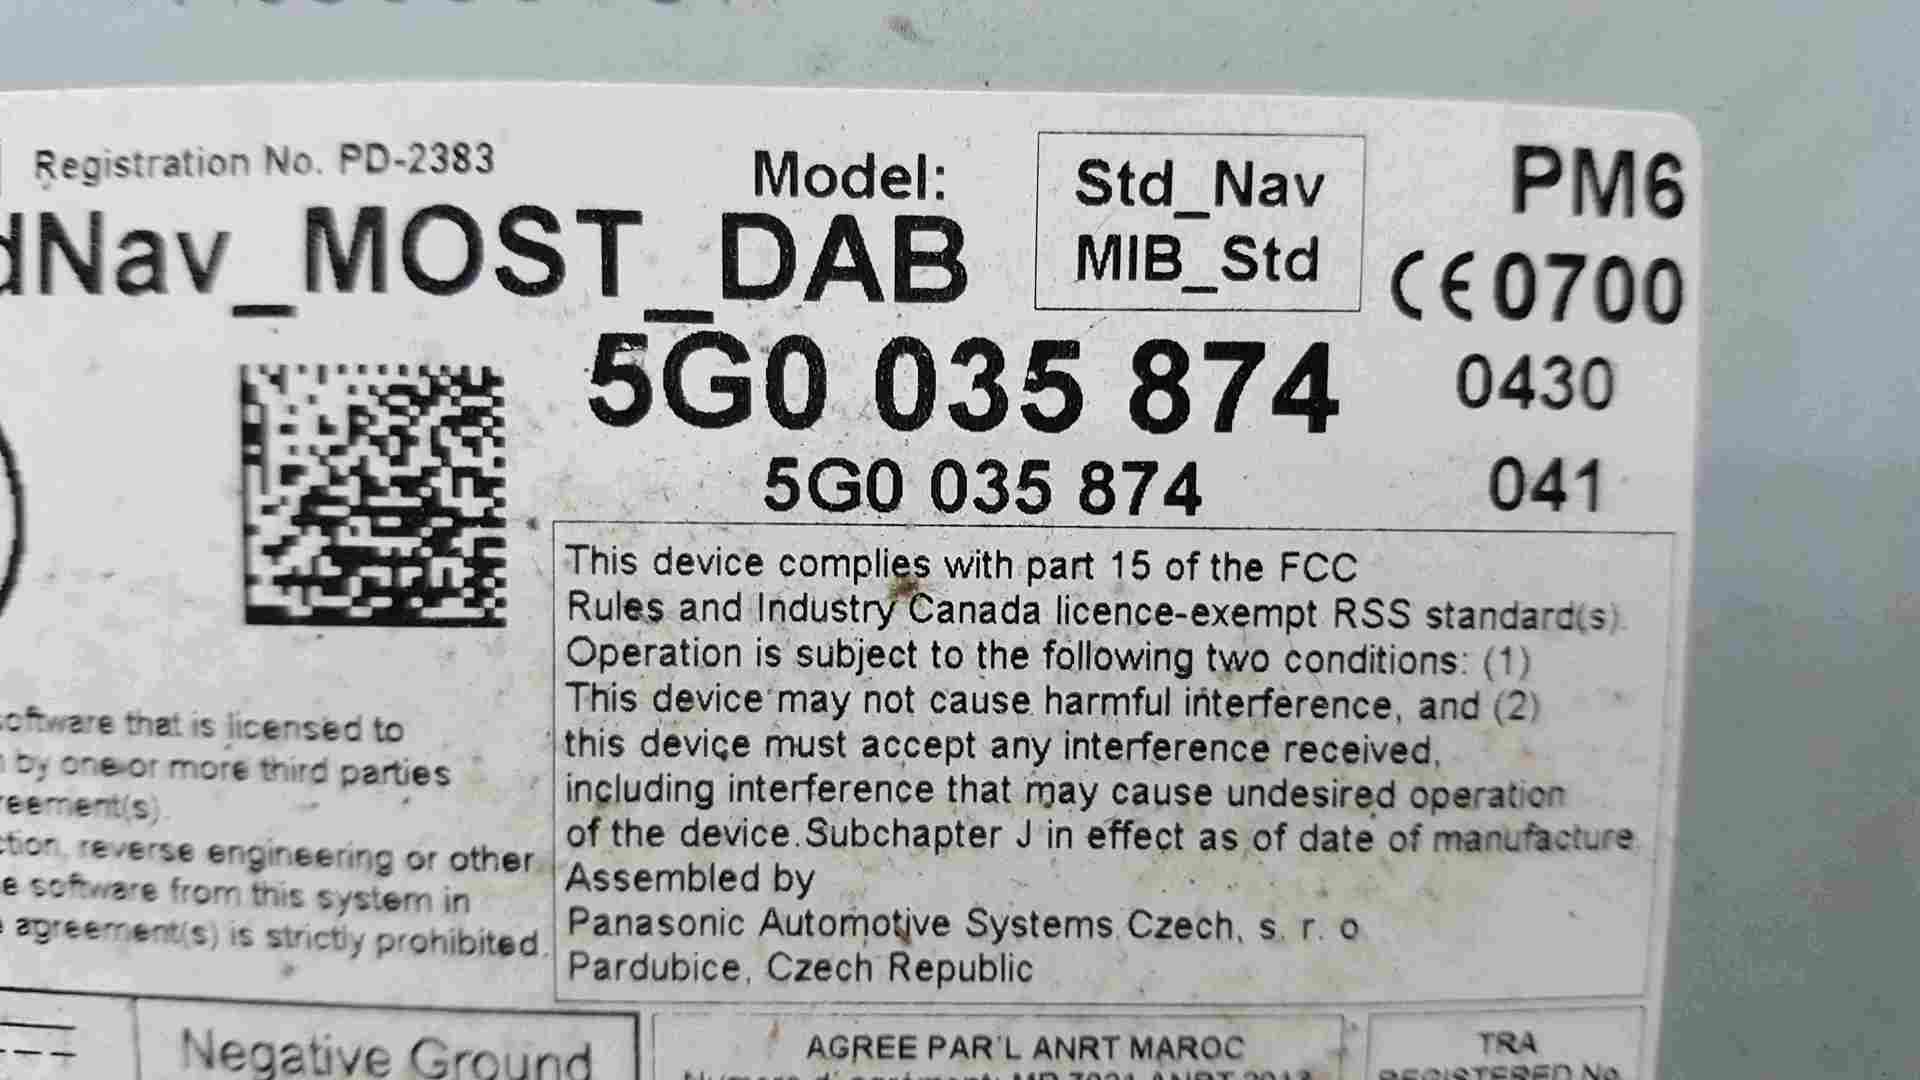 Registration No. PD-2383
Model:
Std_Nav
MIB_Std
PM6
dNav_MOST_DAB
CE0700
5G0 035 874
0430
5G0 035 874
041
This device complies with part 15 of the FCC
Rules and Industry Canada licence-exempt RSS standard(s).
Operation is subject to the following two conditions: (1)
This device may not cause harmful interference, and (2)
this device must accept any interference received,
including interference that may cause undesired operation
of the device.Subchapter J in effect as of date of manufacture
Assembled by
Panasonic Automotive Systems Czech, s. r. o
Pardubice, Czech Republic
software that is licensed to
by one or more third parties
reement(s).
ction, reverse engineering or other
e software from this system in
agreement(s) is strictly prohibited.
Negative Ground
AGREE PAR'L ANRT MAROC
TRA
REGISTERED No